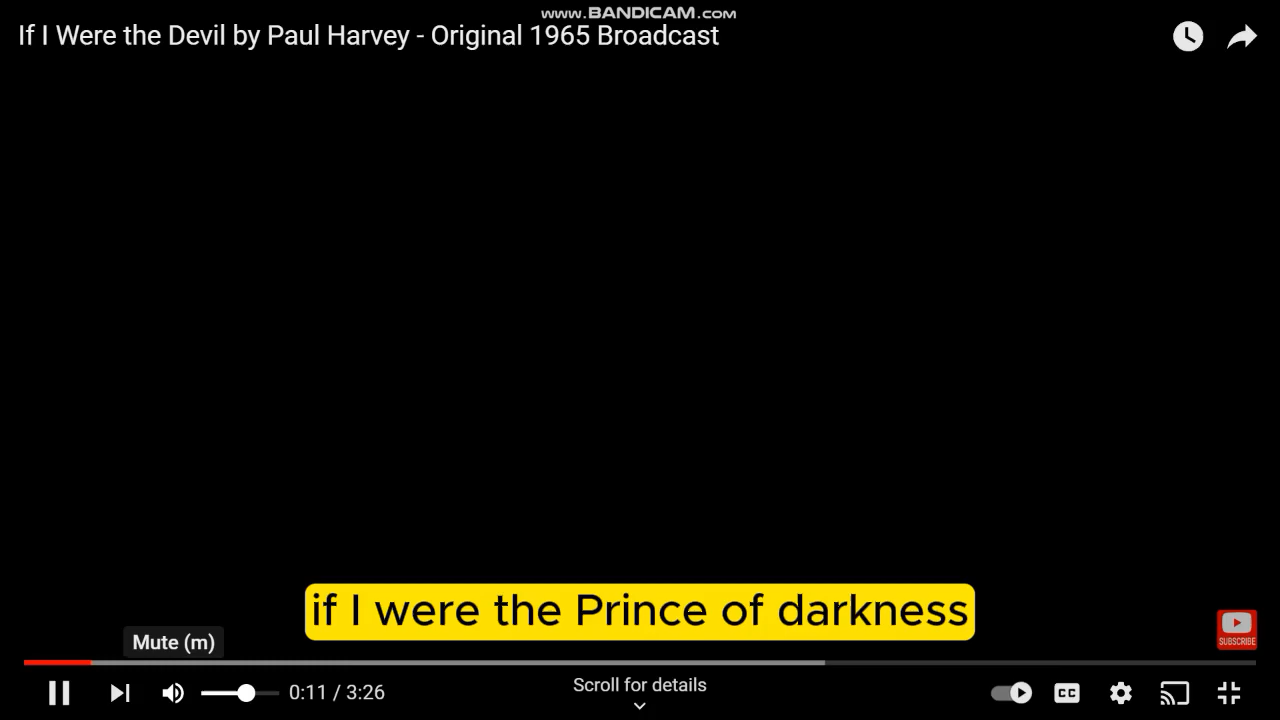 www.BANDICAM.com
If I Were the Devil by Paul Harvey - Original 1965 Broadcast
if I were the Prince of darkness
SUBSCRIBE
Mute (m)
0:11 / 3:26
Scroll for details
CC